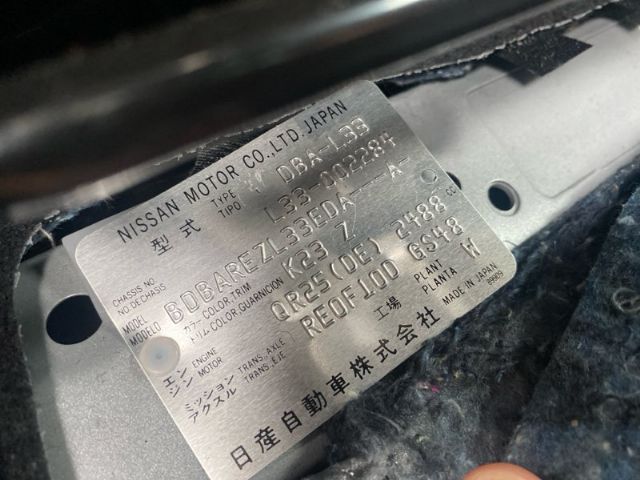 NISSAN MOTOR CO.,LTD. JAPAN
型式 TYPE TIPO DBA-L33
CHASSIS NO NO.DECHASIS L33-002284
MODEL MODELO BDBAREZL33EDA---A-
カラー トリム COLOR,TRIM COLOR,GUARNICION K23 Z
エンジン ENGINE MOTOR QR25(DE) 2488 cc
ミッション アクスル TRANS.,AXLE TRANS.,EJE RE0F10D GS48
工場 PLANT PLANTA W
日産自動車株式会社 MADE IN JAPAN